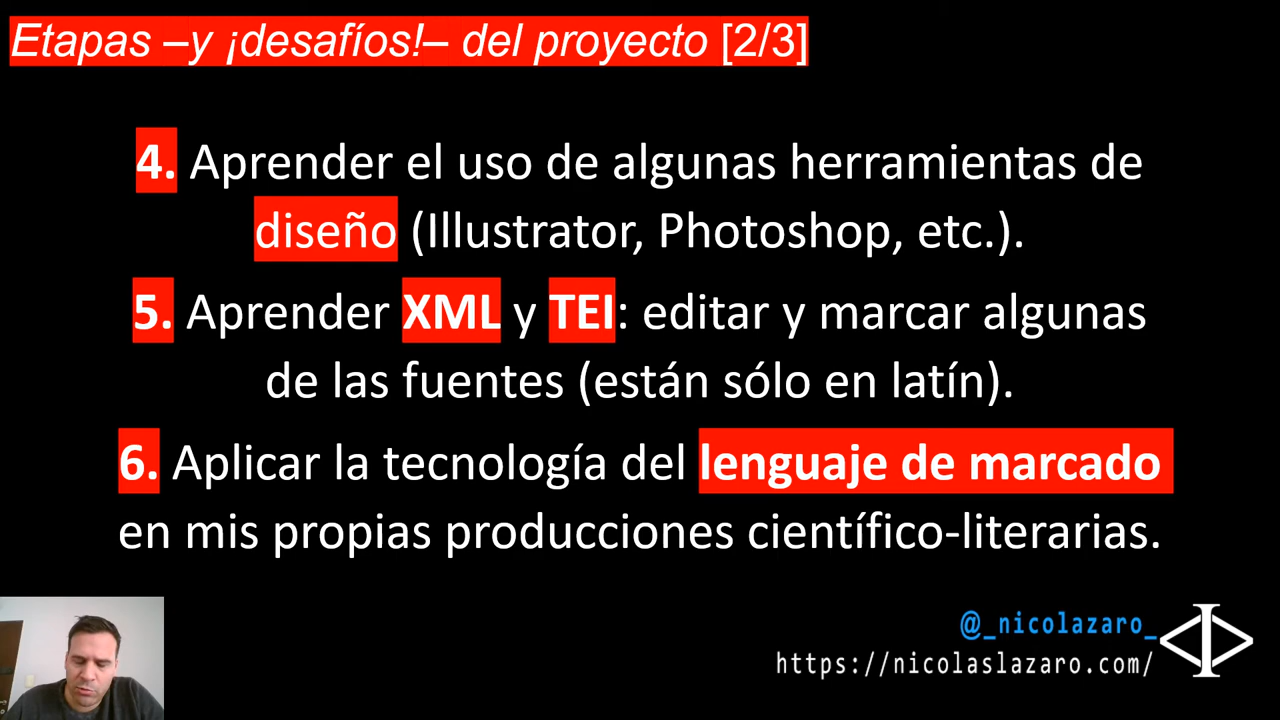 Etapas –y ¡desafíos!– del proyecto [2/3]
4. Aprender el uso de algunas herramientas de
diseño (Illustrator, Photoshop, etc.).
5. Aprender XML y TEI: editar y marcar algunas
de las fuentes (están sólo en latín).
6. Aplicar la tecnología del lenguaje de marcado
en mis propias producciones científico-literarias.
@_nicolazaro_
https://nicolaslazaro.com/